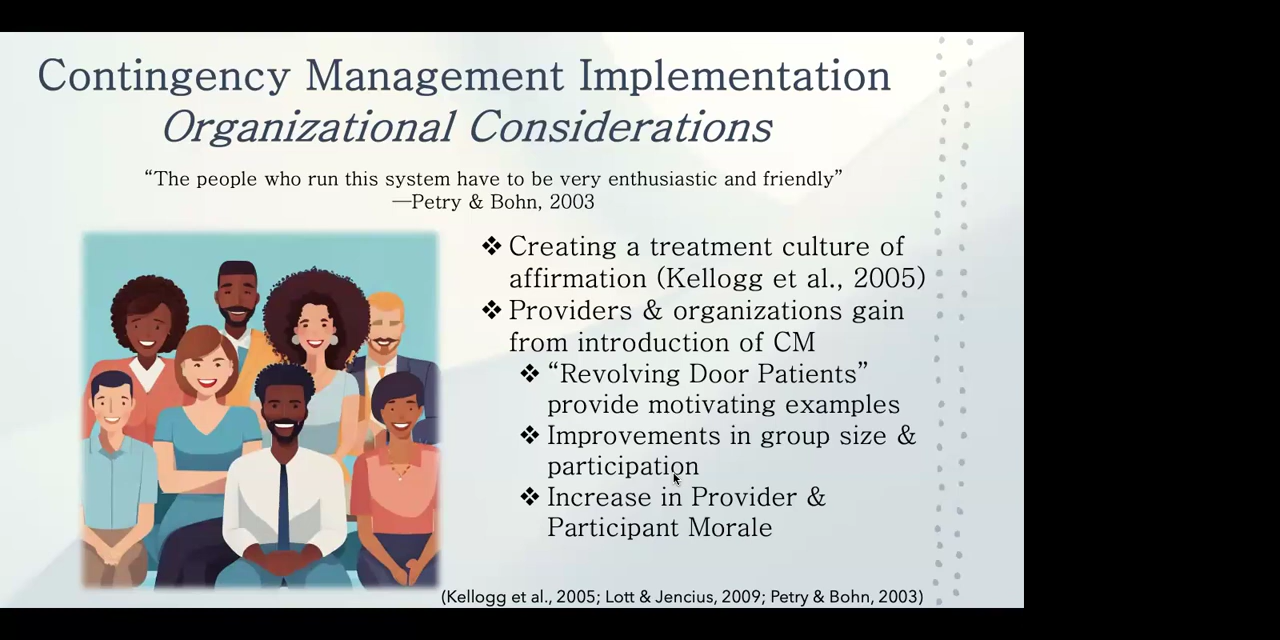 Contingency Management Implementation
Organizational Considerations
“The people who run this system have to be very enthusiastic and friendly”
—Petry & Bohn, 2003
❖ Creating a treatment culture of
affirmation (Kellogg et al., 2005)
❖ Providers & organizations gain
from introduction of CM
❖ “Revolving Door Patients”
provide motivating examples
❖ Improvements in group size &
participation
❖ Increase in Provider &
Participant Morale
(Kellogg et al., 2005; Lott & Jencius, 2009; Petry & Bohn, 2003)